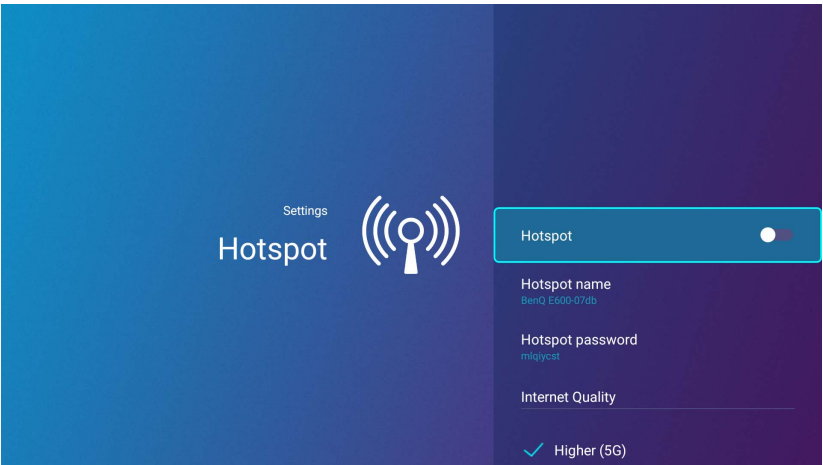 Settings
Hotspot
Hotspot
Hotspot name
BenQ E600-07db
Hotspot password
mlqiycst
Internet Quality
Higher (5G)